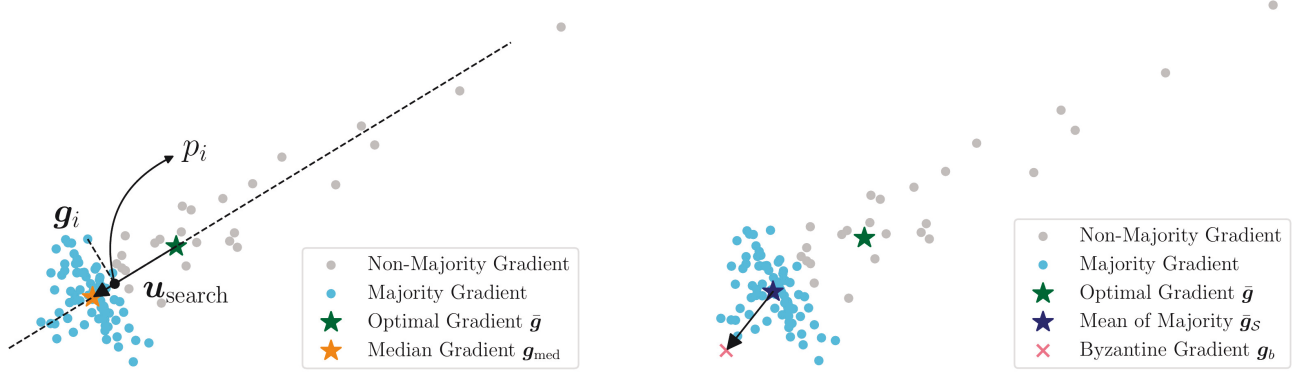 p_i
g_i
u_search
Non-Majority Gradient
Majority Gradient
Optimal Gradient ḡ
Median Gradient g_med
Non-Majority Gradient
Majority Gradient
Optimal Gradient ḡ
Mean of Majority ḡ_S
Byzantine Gradient g_b